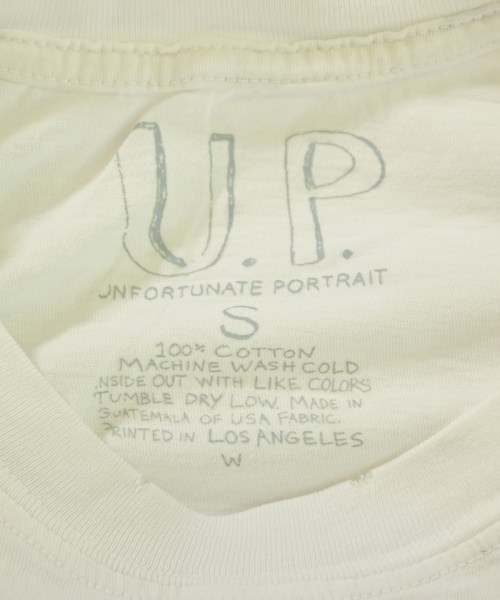 U.P.
UNFORTUNATE PORTRAIT
S
100% COTTON
MACHINE WASH COLD
INSIDE OUT WITH LIKE COLORS
TUMBLE DRY LOW. MADE IN
GUATEMALA OF USA FABRIC.
PRINTED IN LOS ANGELES
W